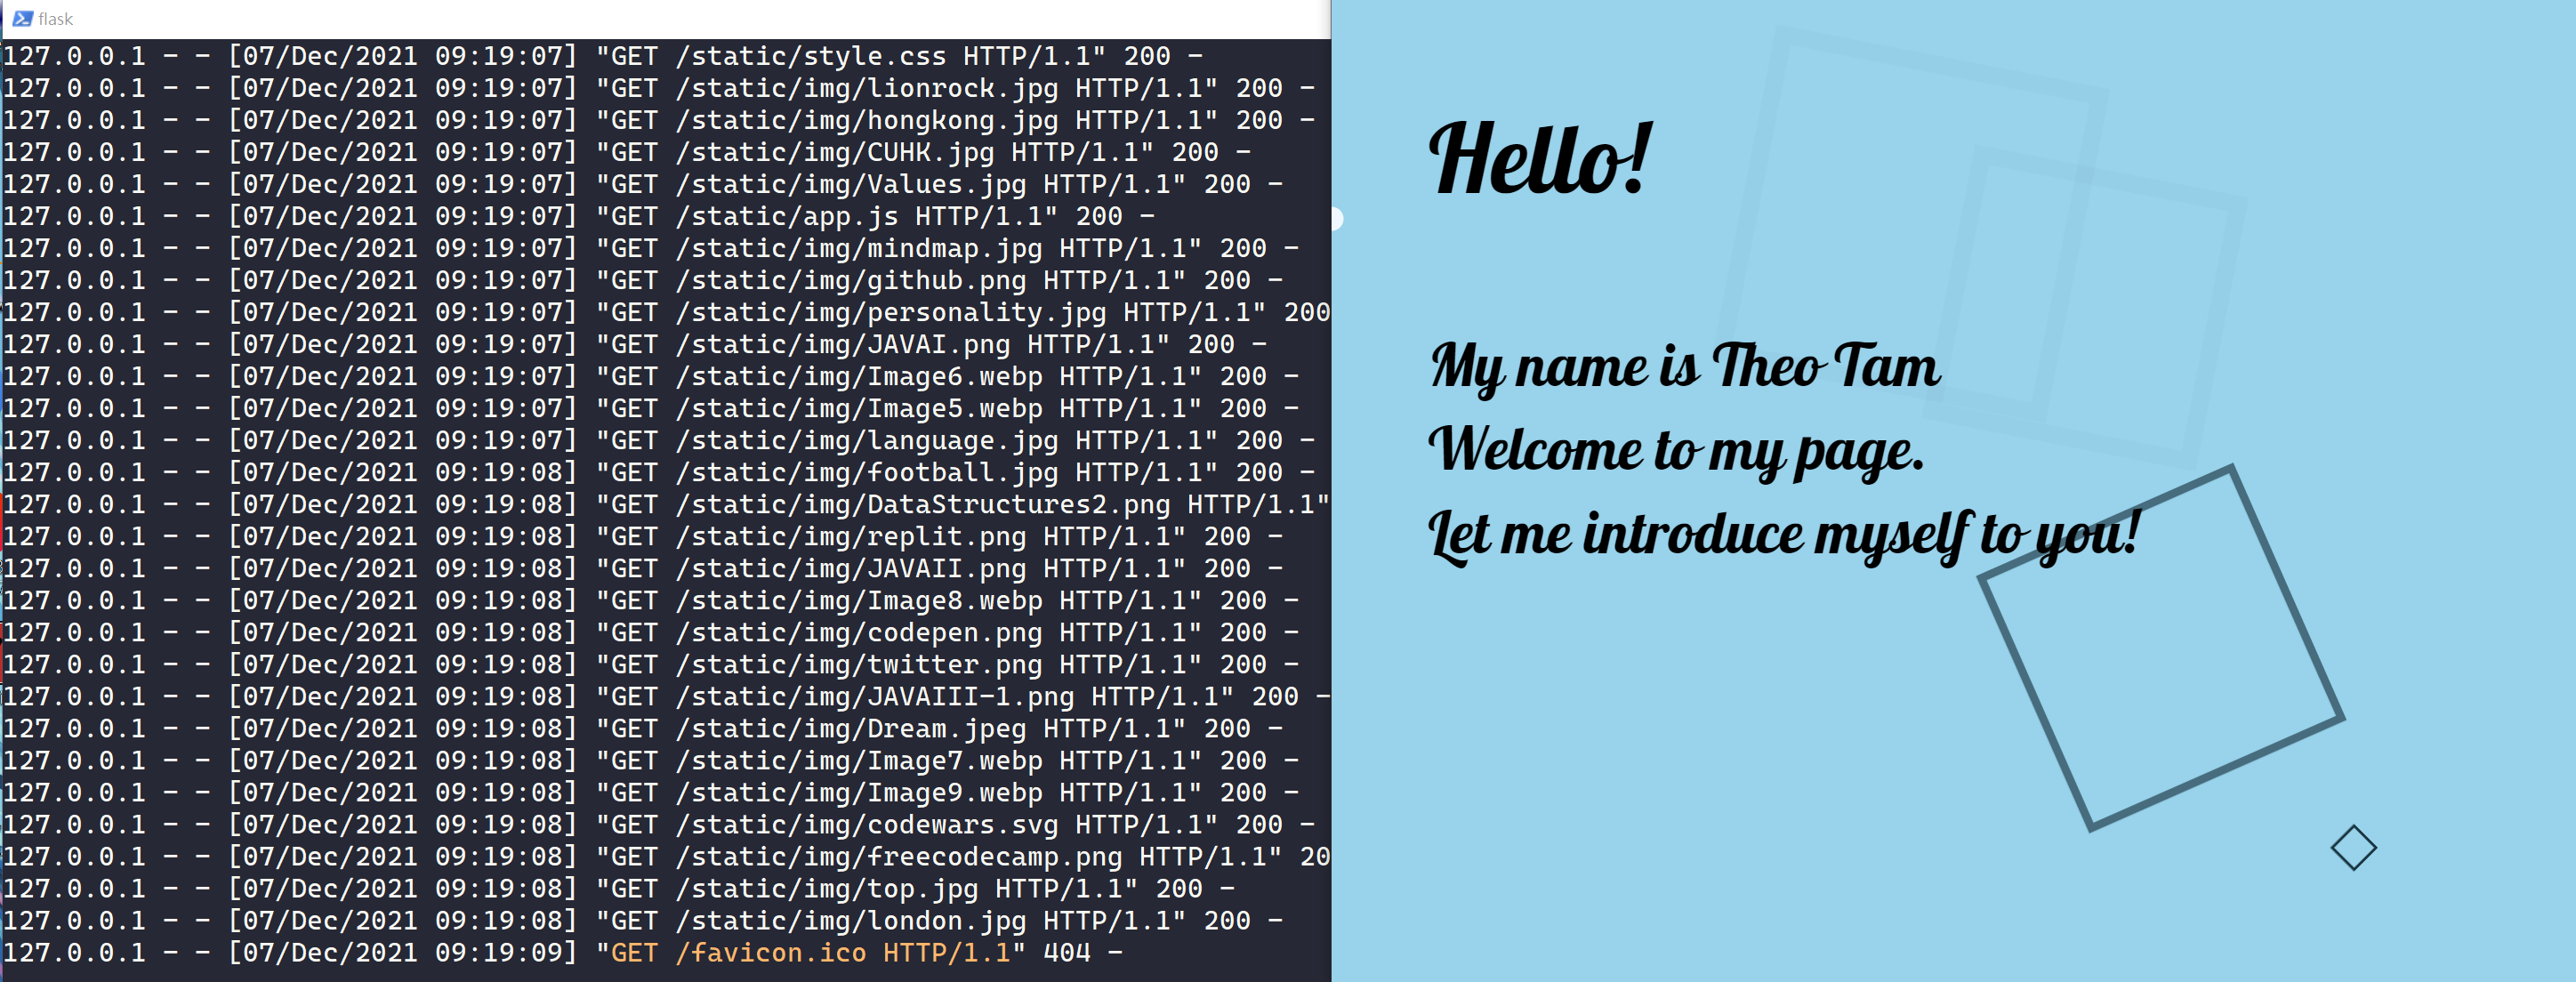 flask
127.0.0.1 - - [07/Dec/2021 09:19:07] "GET /static/style.css HTTP/1.1" 200 -
127.0.0.1 - - [07/Dec/2021 09:19:07] "GET /static/img/lionrock.jpg HTTP/1.1" 200 -
127.0.0.1 - - [07/Dec/2021 09:19:07] "GET /static/img/hongkong.jpg HTTP/1.1" 200 -
127.0.0.1 - - [07/Dec/2021 09:19:07] "GET /static/img/CUHK.jpg HTTP/1.1" 200 -
127.0.0.1 - - [07/Dec/2021 09:19:07] "GET /static/img/Values.jpg HTTP/1.1" 200 -
127.0.0.1 - - [07/Dec/2021 09:19:07] "GET /static/app.js HTTP/1.1" 200 -
127.0.0.1 - - [07/Dec/2021 09:19:07] "GET /static/img/mindmap.jpg HTTP/1.1" 200 -
127.0.0.1 - - [07/Dec/2021 09:19:07] "GET /static/img/github.png HTTP/1.1" 200 -
127.0.0.1 - - [07/Dec/2021 09:19:07] "GET /static/img/personality.jpg HTTP/1.1" 200
127.0.0.1 - - [07/Dec/2021 09:19:07] "GET /static/img/JAVAI.png HTTP/1.1" 200 -
127.0.0.1 - - [07/Dec/2021 09:19:07] "GET /static/img/Image6.webp HTTP/1.1" 200 -
127.0.0.1 - - [07/Dec/2021 09:19:07] "GET /static/img/Image5.webp HTTP/1.1" 200 -
127.0.0.1 - - [07/Dec/2021 09:19:07] "GET /static/img/language.jpg HTTP/1.1" 200 -
127.0.0.1 - - [07/Dec/2021 09:19:08] "GET /static/img/football.jpg HTTP/1.1" 200 -
127.0.0.1 - - [07/Dec/2021 09:19:08] "GET /static/img/DataStructures2.png HTTP/1.1"
127.0.0.1 - - [07/Dec/2021 09:19:08] "GET /static/img/replit.png HTTP/1.1" 200 -
127.0.0.1 - - [07/Dec/2021 09:19:08] "GET /static/img/JAVAII.png HTTP/1.1" 200 -
127.0.0.1 - - [07/Dec/2021 09:19:08] "GET /static/img/Image8.webp HTTP/1.1" 200 -
127.0.0.1 - - [07/Dec/2021 09:19:08] "GET /static/img/codepen.png HTTP/1.1" 200 -
127.0.0.1 - - [07/Dec/2021 09:19:08] "GET /static/img/twitter.png HTTP/1.1" 200 -
127.0.0.1 - - [07/Dec/2021 09:19:08] "GET /static/img/JAVAIII-1.png HTTP/1.1" 200 -
127.0.0.1 - - [07/Dec/2021 09:19:08] "GET /static/img/Dream.jpeg HTTP/1.1" 200 -
127.0.0.1 - - [07/Dec/2021 09:19:08] "GET /static/img/Image7.webp HTTP/1.1" 200 -
127.0.0.1 - - [07/Dec/2021 09:19:08] "GET /static/img/Image9.webp HTTP/1.1" 200 -
127.0.0.1 - - [07/Dec/2021 09:19:08] "GET /static/img/codewars.svg HTTP/1.1" 200 -
127.0.0.1 - - [07/Dec/2021 09:19:08] "GET /static/img/freecodecamp.png HTTP/1.1" 20
127.0.0.1 - - [07/Dec/2021 09:19:08] "GET /static/img/top.jpg HTTP/1.1" 200 -
127.0.0.1 - - [07/Dec/2021 09:19:08] "GET /static/img/london.jpg HTTP/1.1" 200 -
127.0.0.1 - - [07/Dec/2021 09:19:09] "GET /favicon.ico HTTP/1.1" 404 -
Hello!
My name is Theo Tam
Welcome to my page.
Let me introduce myself to you!